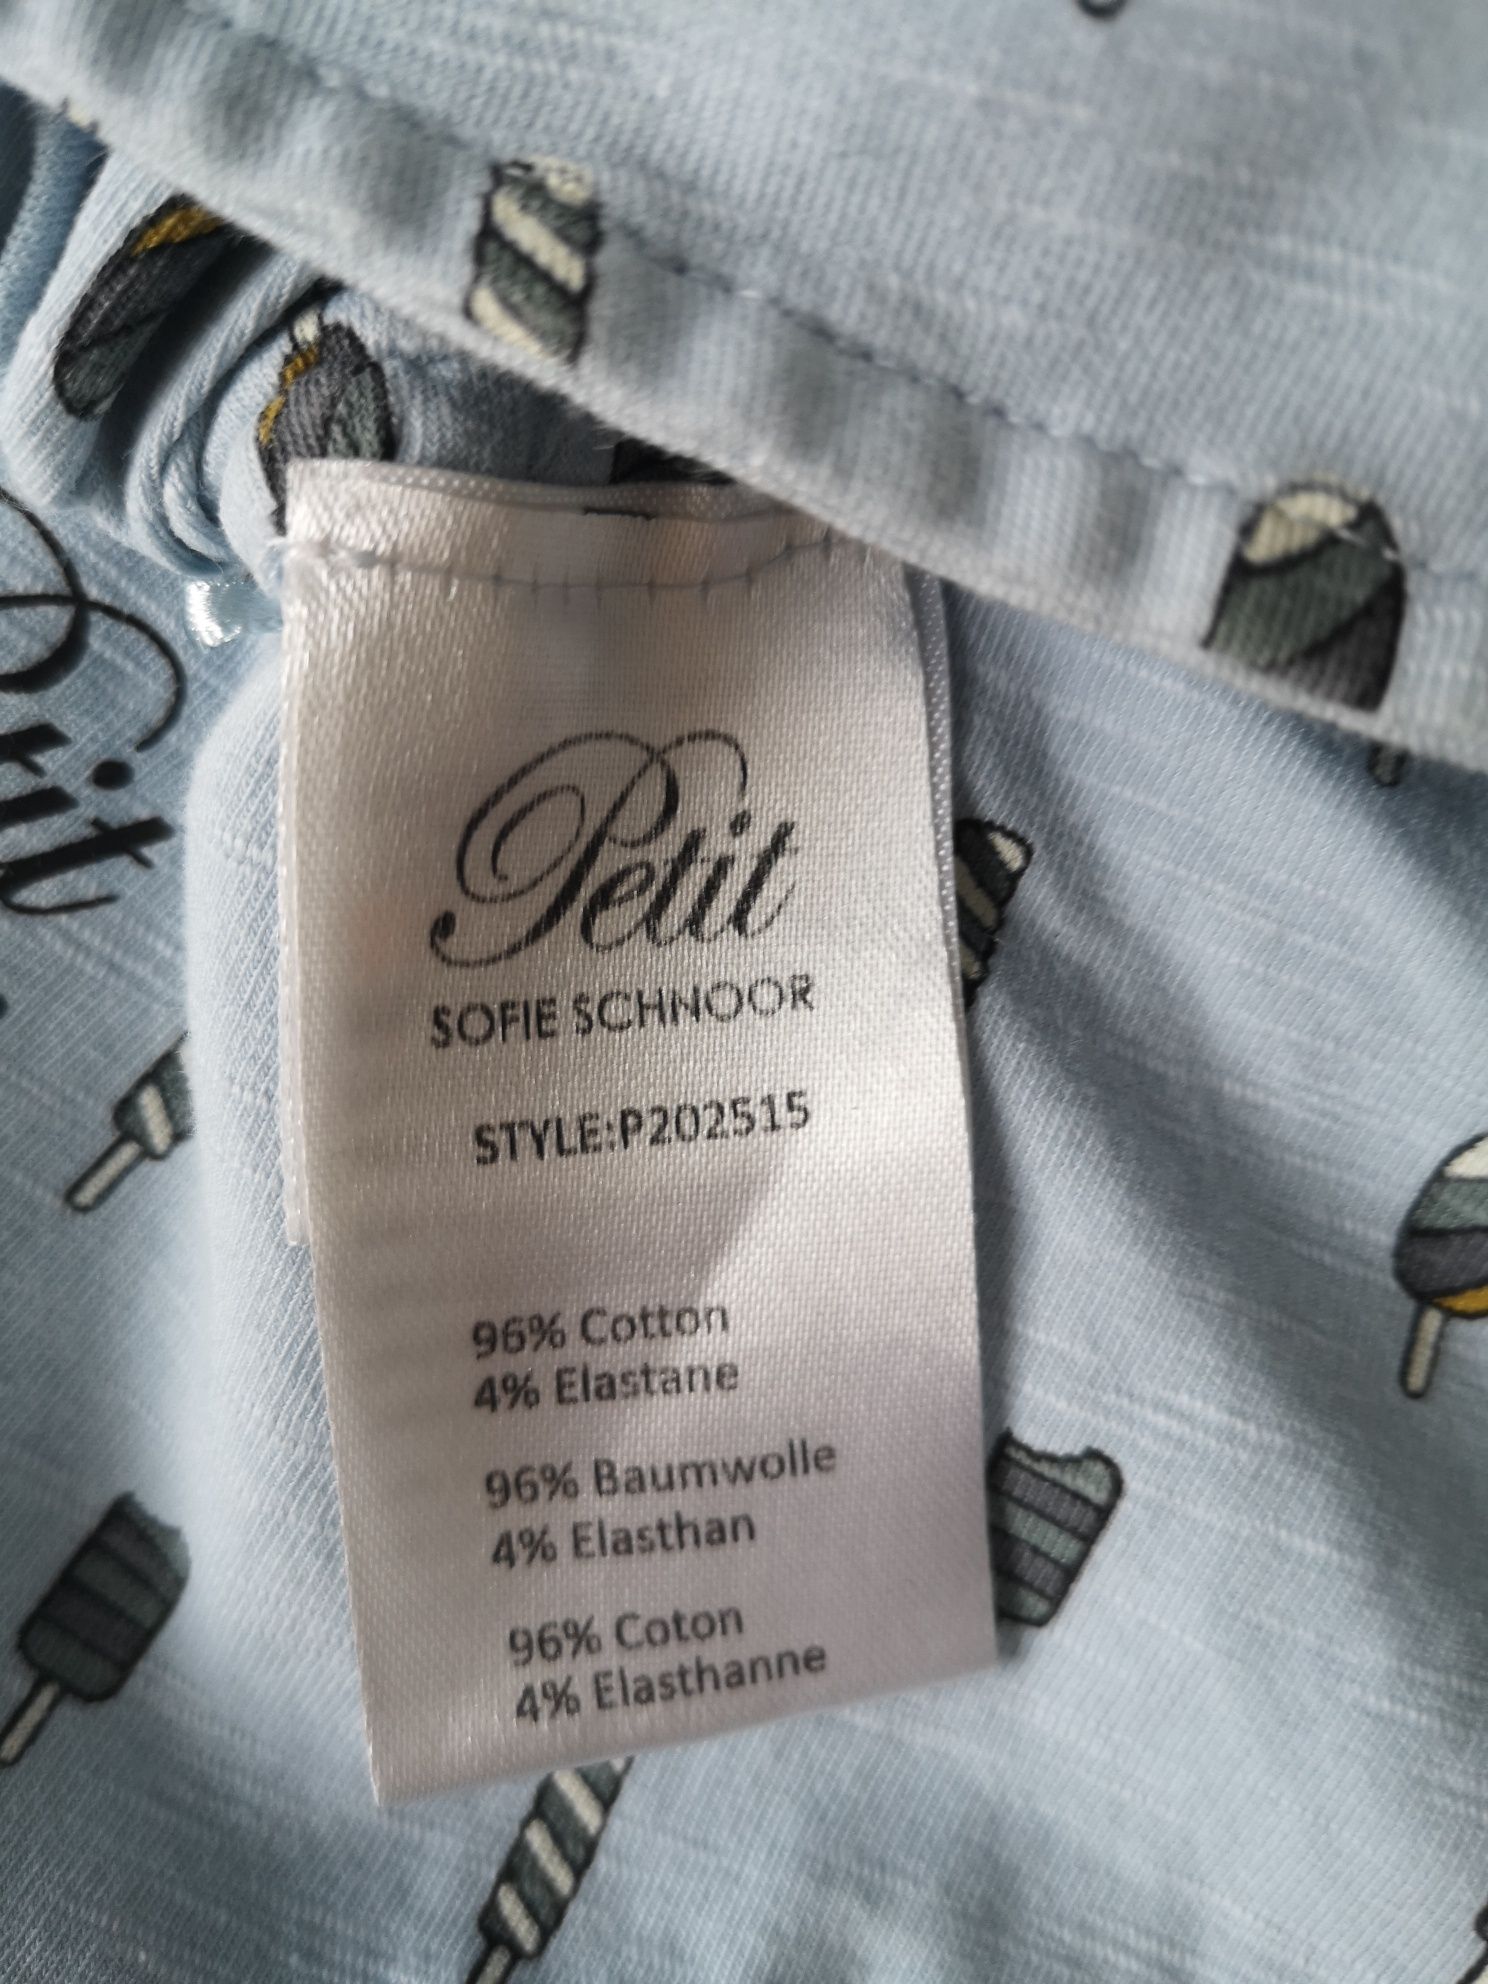 Petit
SOFIE SCHNOOR
STYLE:P202515
96% Cotton
4% Elastane
96% Baumwolle
4% Elasthan
96% Coton
4% Elasthanne